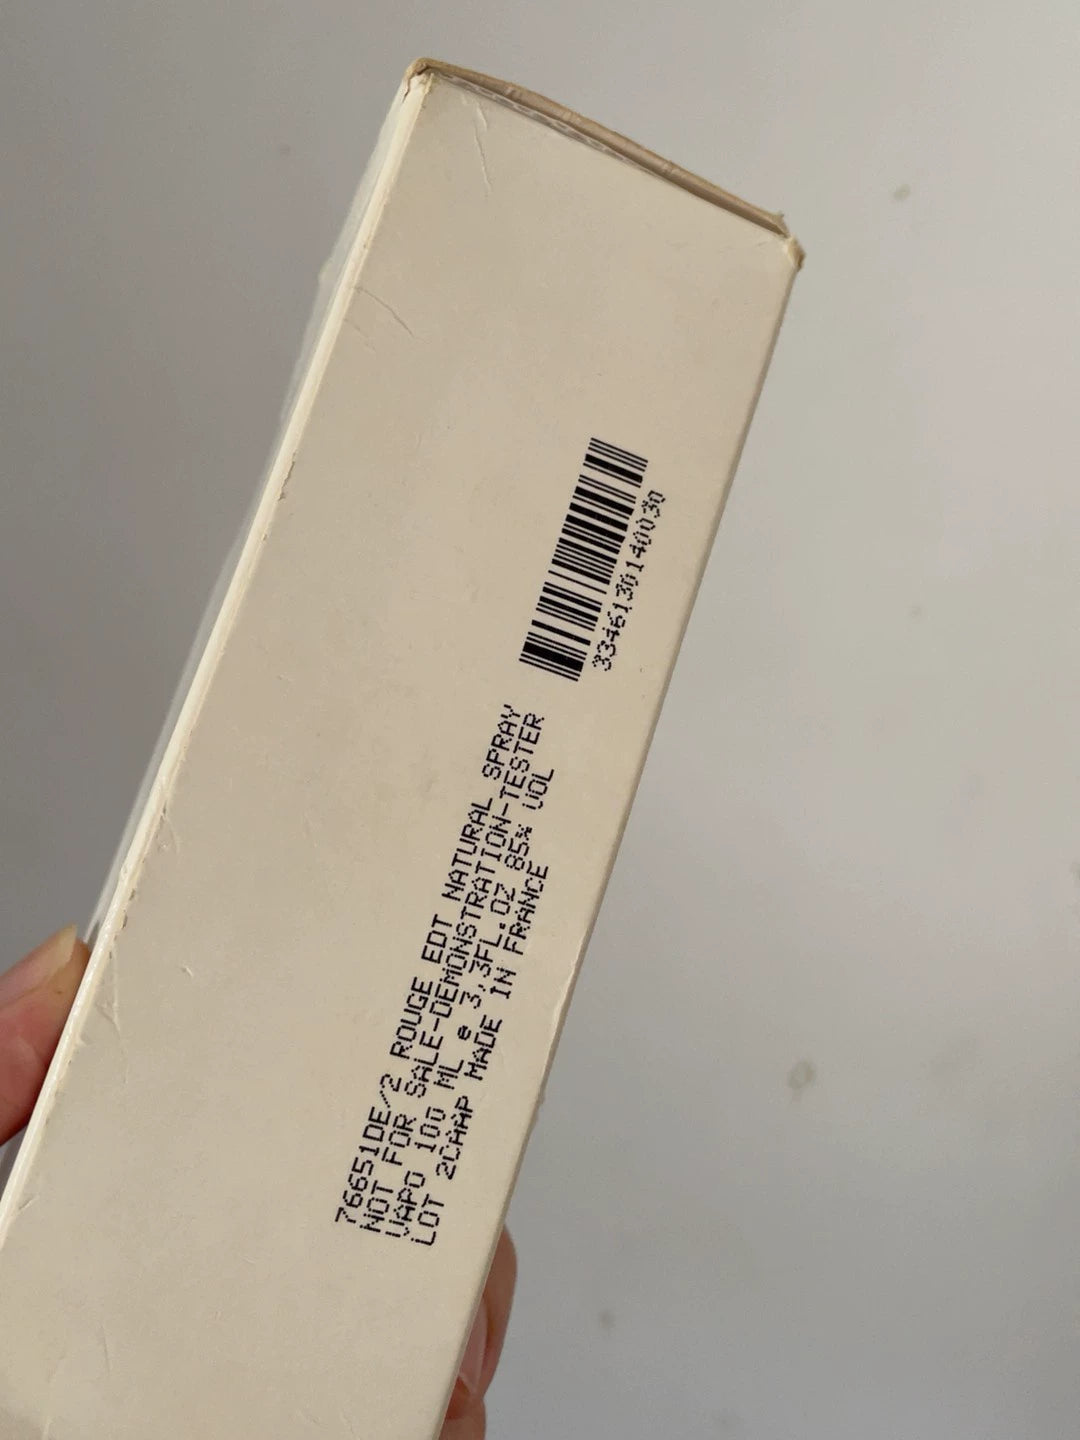 76651DE/2 ROUGE EDT NATURAL SPRAY
NOT FOR SALE-DEMONSTRATION-TESTER
VAPO 100 ML e 3,3FL.OZ 85% VOL
LOT 2CAAAP MADE IN FRANCE
3346130140030